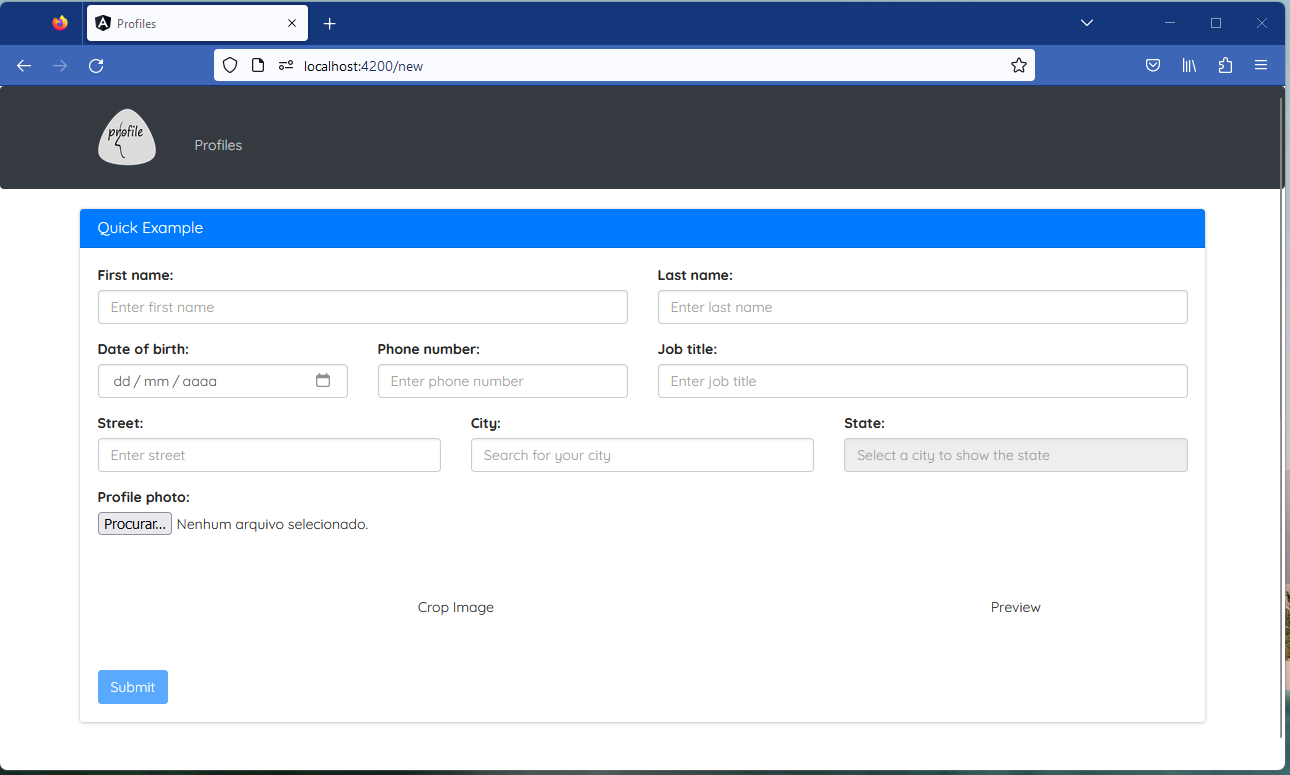 Profiles
localhost:4200/new
profile
Profiles
Quick Example
First name: Last name:
Enter first name Enter last name
Date of birth: Phone number: Job title:
dd / mm / aaaa Enter phone number Enter job title
Street: City: State:
Enter street Search for your city Select a city to show the state
Profile photo:
Procurar... Nenhum arquivo selecionado.
Crop Image Preview
Submit